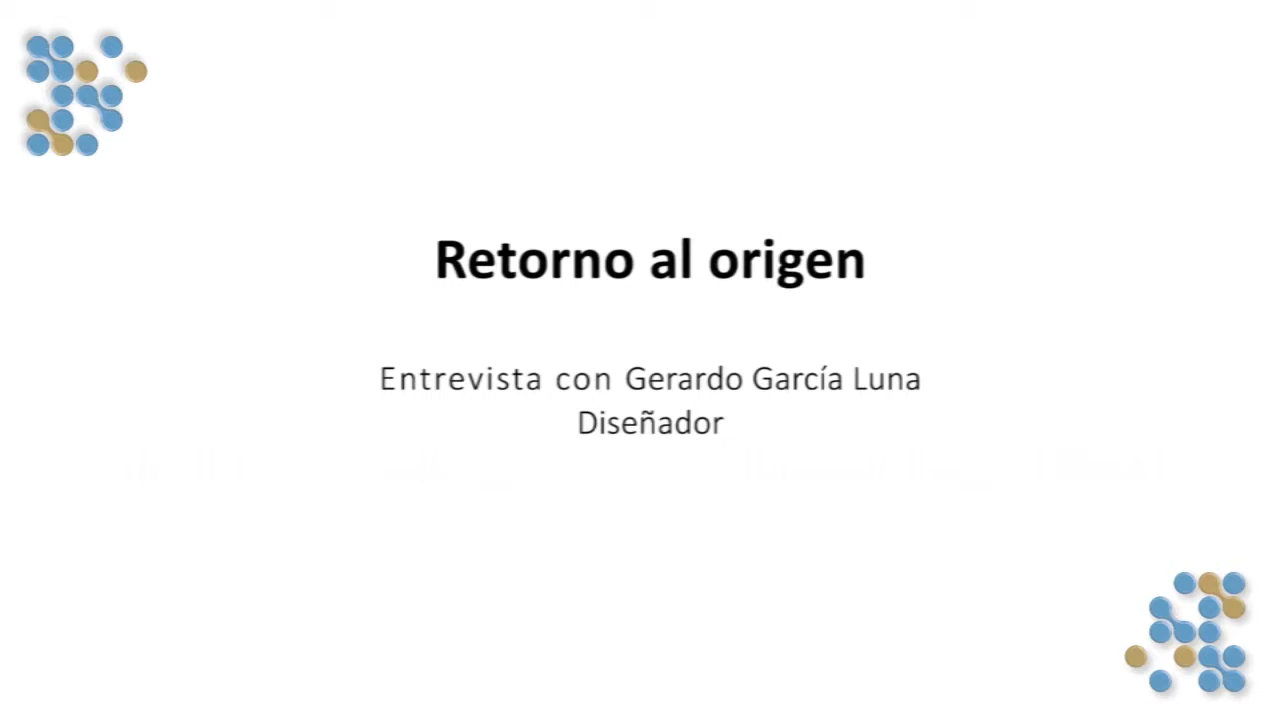 Retorno al origen
Entrevista con Gerardo García Luna
Diseñador